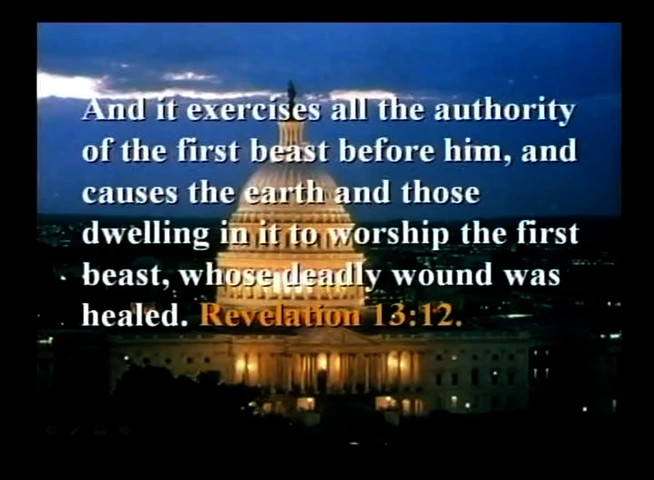 And it exercises all the authority
of the first beast before him, and
causes the earth and those
dwelling in it to worship the first
beast, whose deadly wound was
healed. Revelation 13:12.